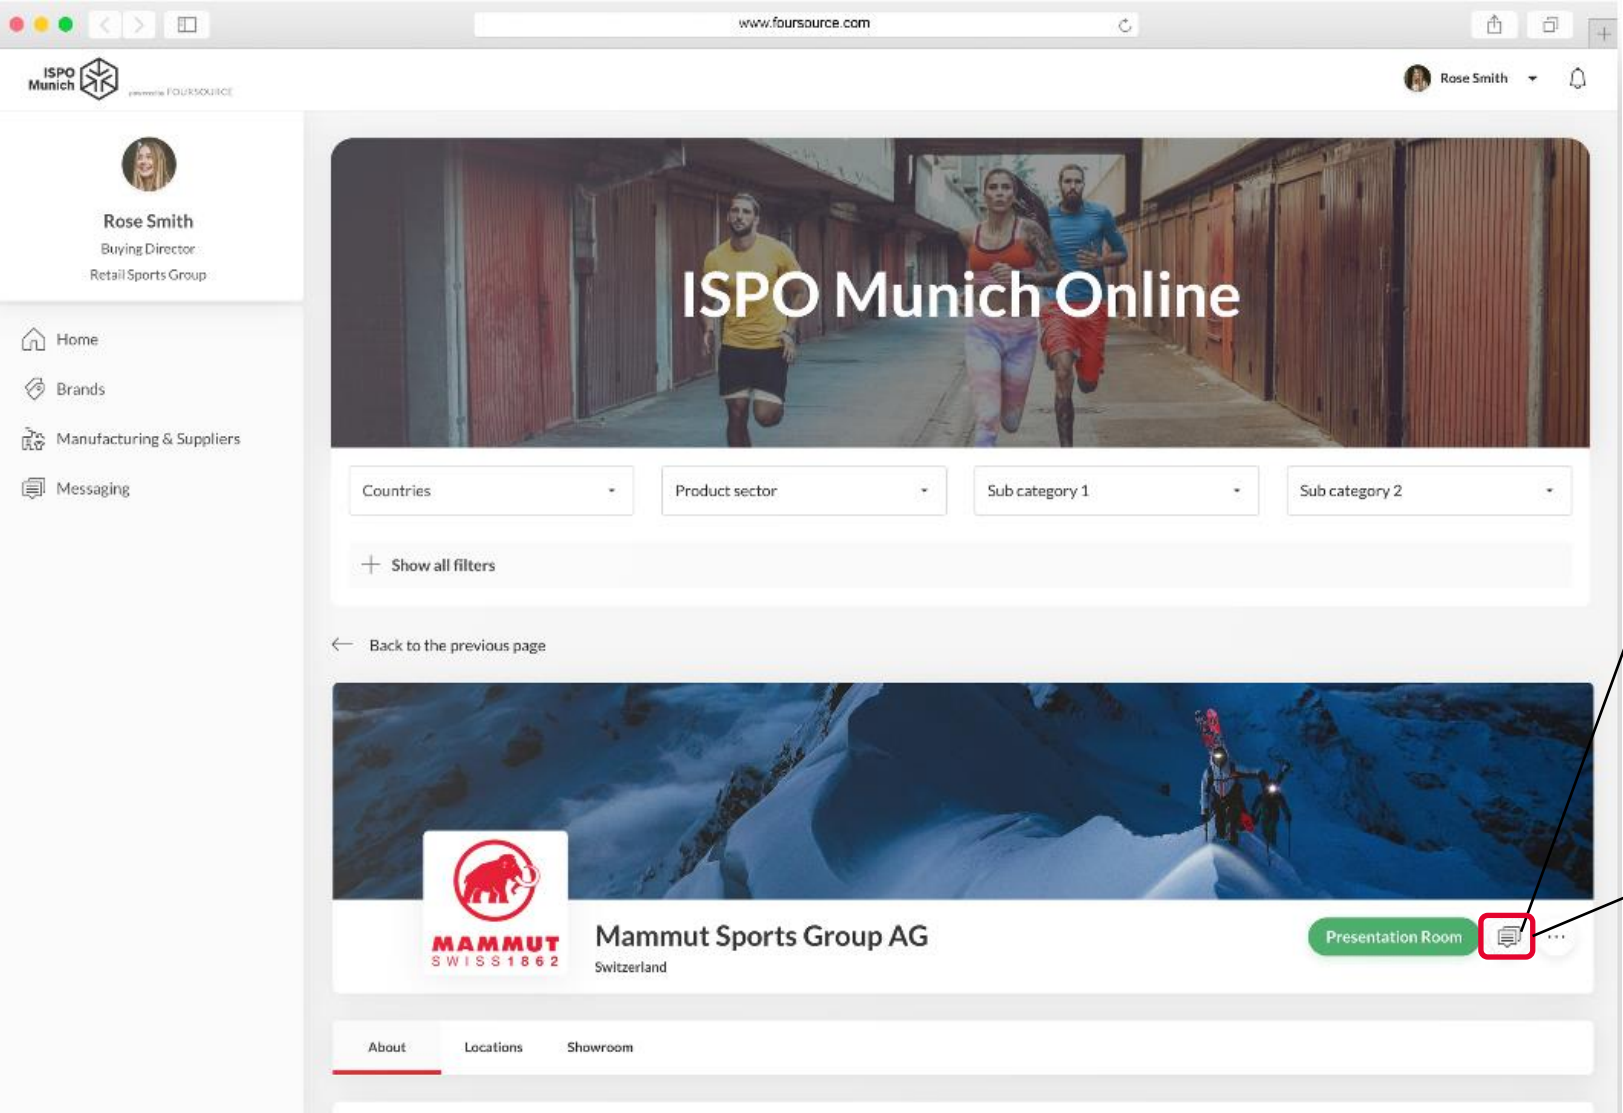 www.foursource.com
ISPO
Munich
powered by FOURSOURCE
Rose Smith
Rose Smith
Buying Director
Retail Sports Group
Home
Brands
Manufacturing & Suppliers
Messaging
ISPO Munich Online
Countries
Product sector
Sub category 1
Sub category 2
Show all filters
Back to the previous page
MAMMUT
SWISS 1862
Mammut Sports Group AG
Switzerland
Presentation Room
About
Locations
Showroom